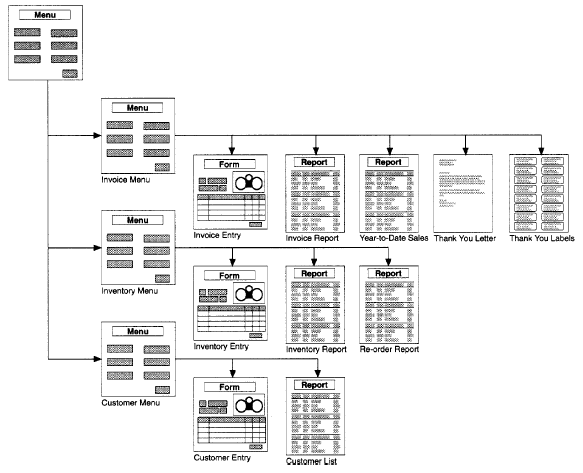 Menu
Menu
Invoice Menu
Form
Invoice Entry
Report
Invoice Report
Report
Year-to-Date Sales
Thank You Letter
Thank You Labels
Menu
Inventory Menu
Form
Inventory Entry
Report
Inventory Report
Report
Re-order Report
Menu
Customer Menu
Form
Customer Entry
Report
Customer List